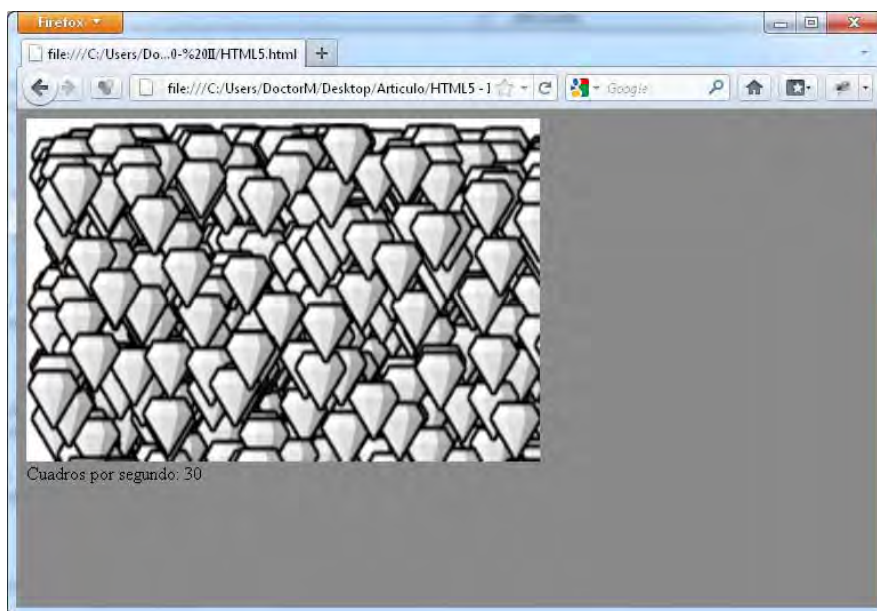 Firefox
file:///C:/Users/Do...0-%20II/HTML5.html
file:///C:/Users/DoctorM/Desktop/Articulo/HTML5 - I
Google
Cuadros por segundo: 30